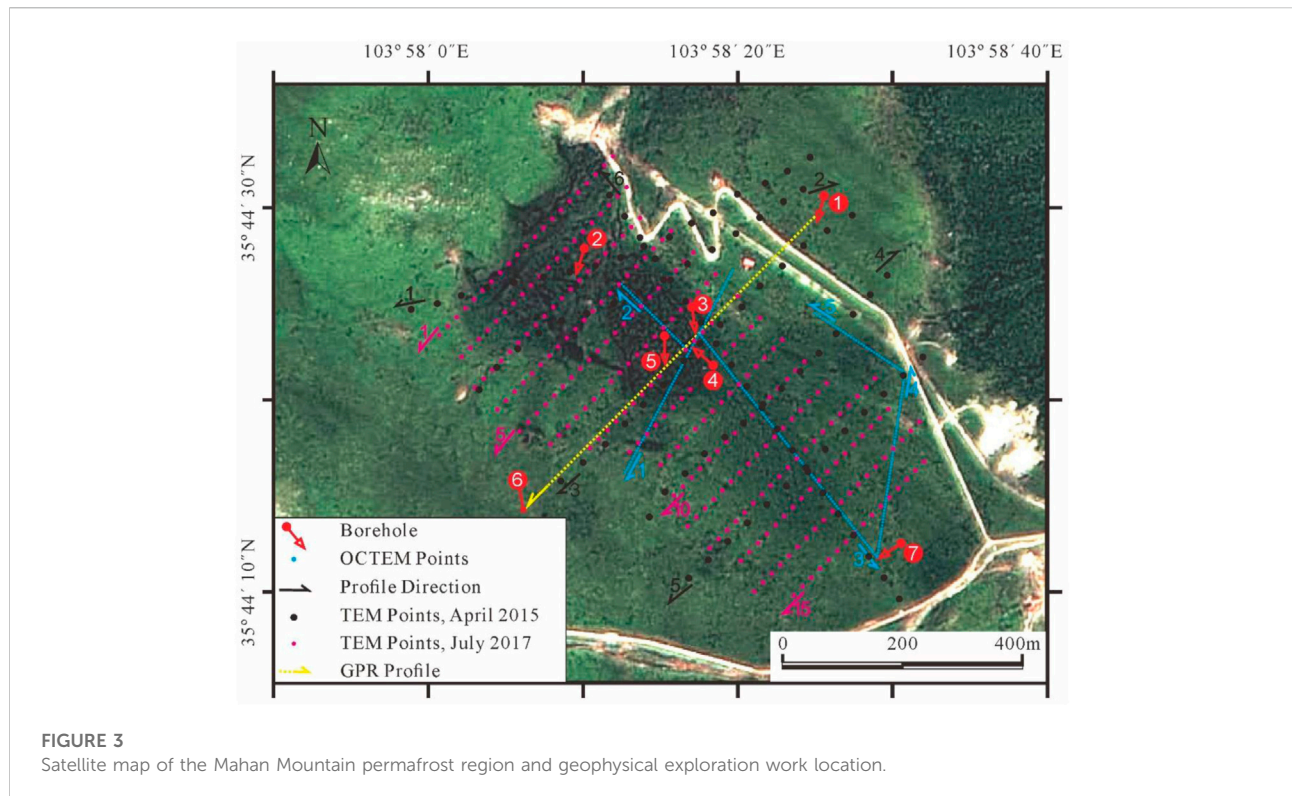 103° 58′ 0″E
103° 58′ 20″E
103° 58′ 40″E
35° 44′ 30″N
35° 44′ 10″N
N
6
2
1
2
4
1
1
2
3
5
5
4
4
5
1
6
3
10
3
7
5
15
Borehole
OCTEM Points
Profile Direction
TEM Points, April 2015
TEM Points, July 2017
GPR Profile
0 200 400m
FIGURE 3
Satellite map of the Mahan Mountain permafrost region and geophysical exploration work location.